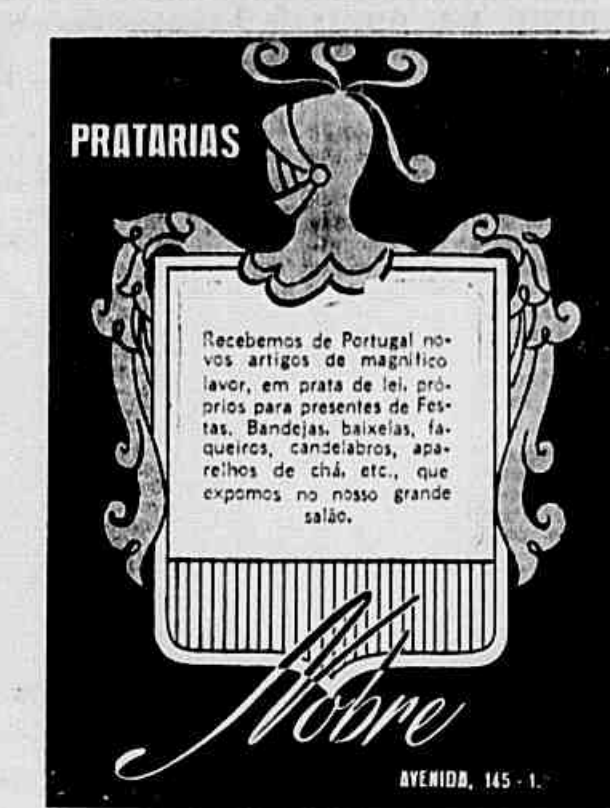 PRATARIAS
Recebemos de Portugal no-
vos artigos de magnífico
lavor, em prata de lei, pró-
prios para presentes de Fes-
tas. Bandejas, baixelas, fa-
queiros, candelabros, apa-
relhos de chá, etc., que
expomos no nosso grande
salão.
Nobre
AVENIDA, 145 - 1.